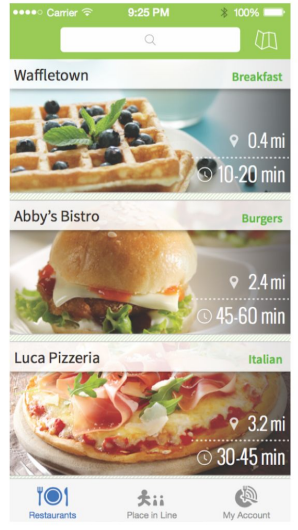 Carrier 9:25 PM 100%
Waffletown Breakfast
0.4 mi
10-20 min
Abby's Bistro Burgers
2.4 mi
45-60 min
Luca Pizzeria Italian
3.2 mi
30-45 min
Restaurants Place in Line My Account